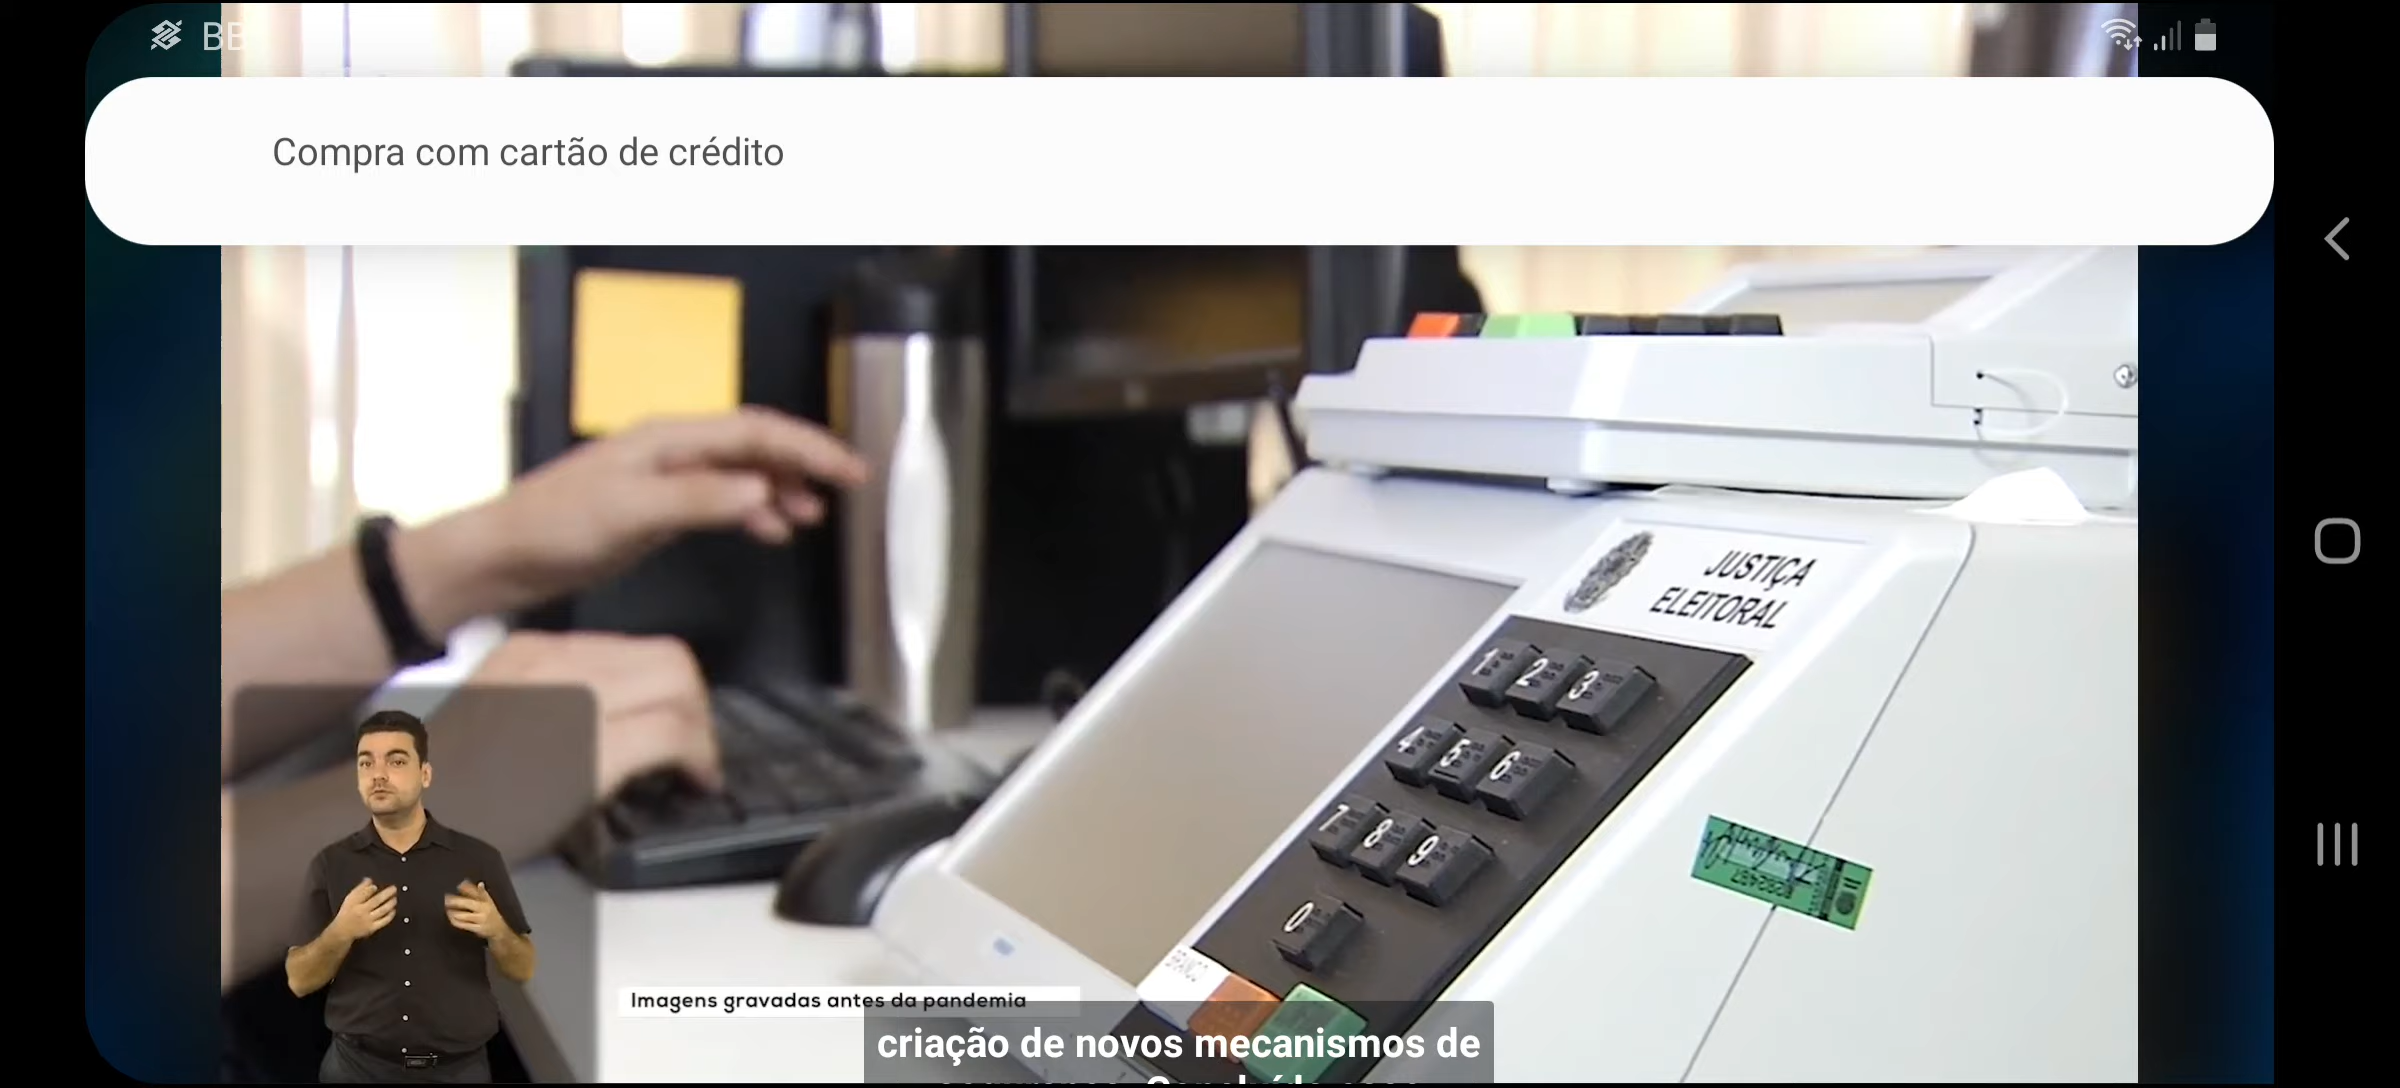 BB
Compra com cartão de crédito
JUSTIÇA
ELEITORAL
1 2 3
4 5 6
7 8 9
0
BRANCO
Imagens gravadas antes da pandemia
criação de novos mecanismos de